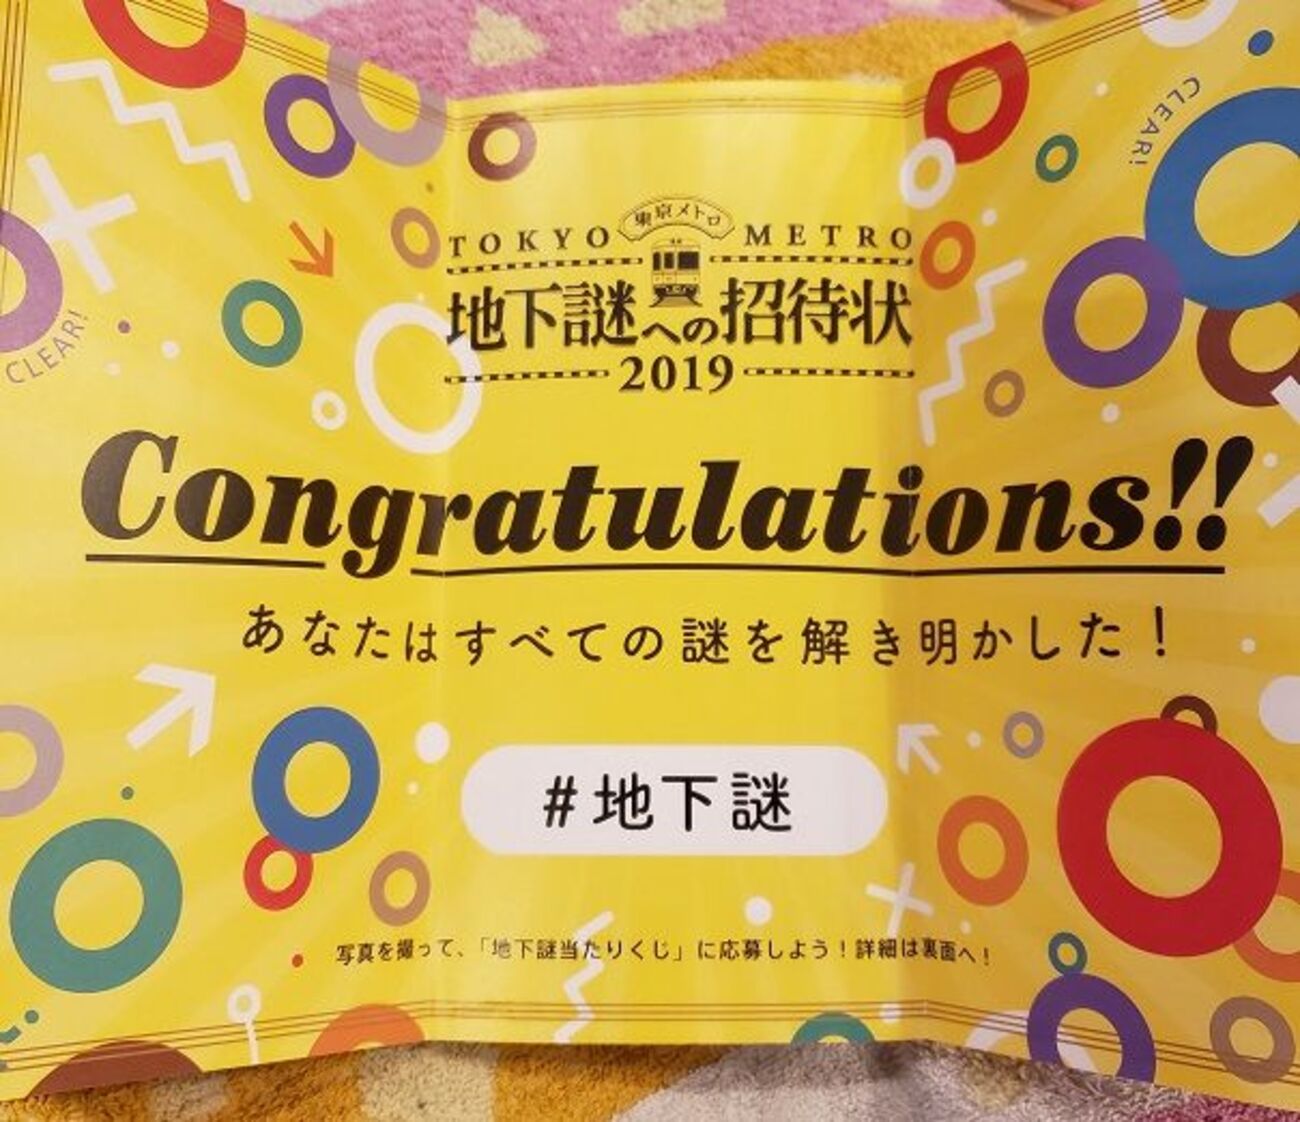 CLEAR!
東京メトロ
TOKYO METRO
地下謎への招待状
2019
CLEAR!
Congratulations!!
あなたはすべての謎を解き明かした！
#地下謎
写真を撮って、「地下謎当たりくじ」に応募しよう！詳細は裏面へ！